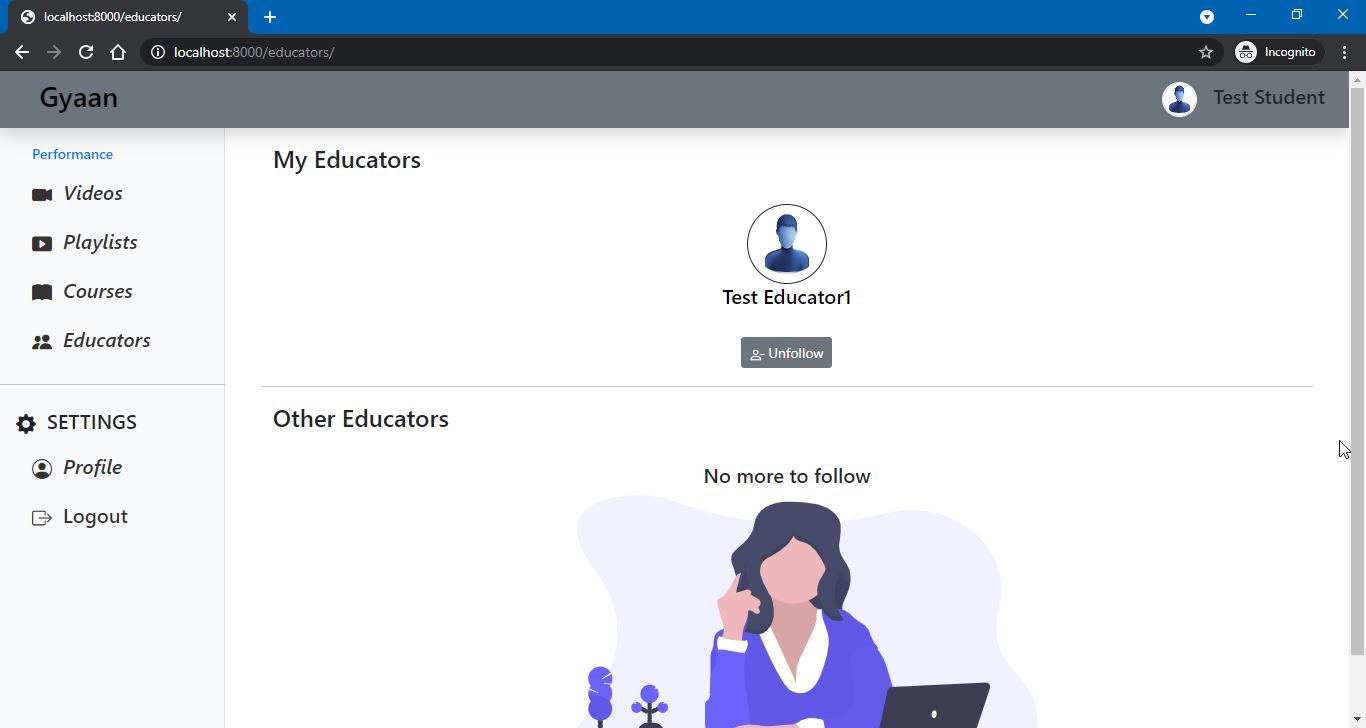 localhost:8000/educators/
localhost:8000/educators/
Incognito
Gyaan
Test Student
Performance
Videos
Playlists
Courses
Educators
SETTINGS
Profile
Logout
My Educators
Test Educator1
Unfollow
Other Educators
No more to follow